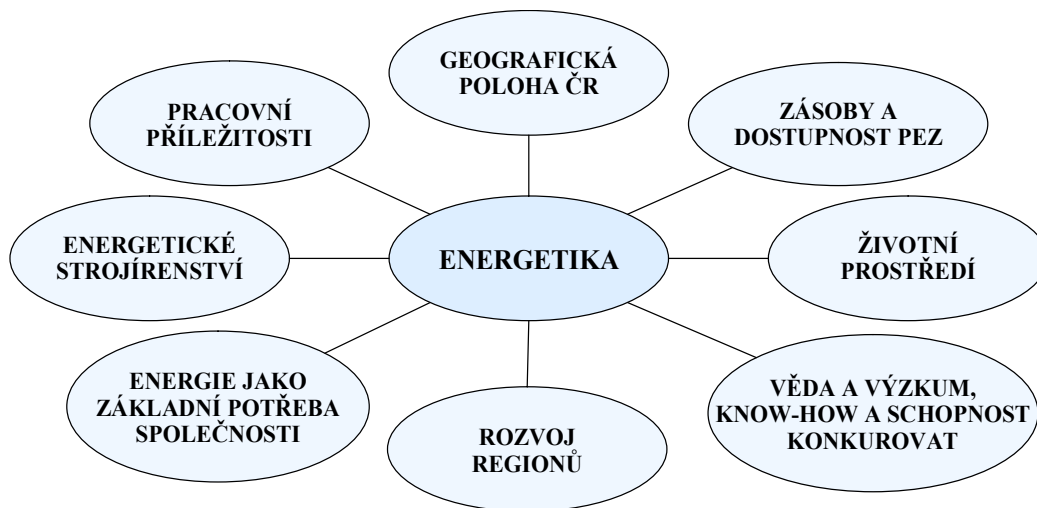 GEOGRAFICKÁ
POLOHA ČR
PRACOVNÍ
PŘÍLEŽITOSTI
ZÁSOBY A
DOSTUPNOST PEZ
ENERGETICKÉ
STROJÍRENSTVÍ
ENERGETIKA
ŽIVOTNÍ
PROSTŘEDÍ
ENERGIE JAKO
ZÁKLADNÍ POTŘEBA
SPOLEČNOSTI
ROZVOJ
REGIONŮ
VĚDA A VÝZKUM,
KNOW-HOW A SCHOPNOST
KONKUROVAT